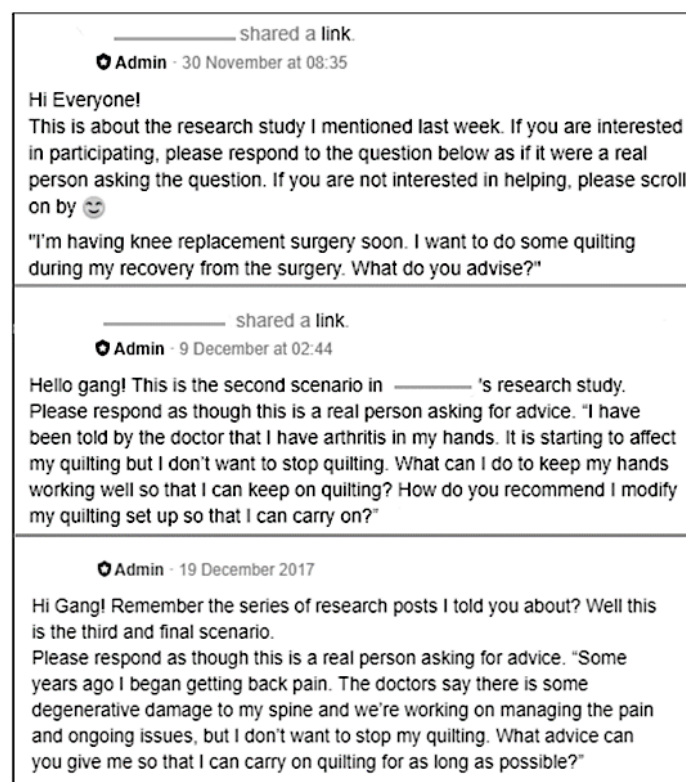 shared a link.
Admin · 30 November at 08:35
Hi Everyone!
This is about the research study I mentioned last week. If you are interested
in participating, please respond to the question below as if it were a real
person asking the question. If you are not interested in helping, please scroll
on by 😊
"I'm having knee replacement surgery soon. I want to do some quilting
during my recovery from the surgery. What do you advise?"
shared a link.
Admin · 9 December at 02:44
Hello gang! This is the second scenario in 's research study.
Please respond as though this is a real person asking for advice. “I have
been told by the doctor that I have arthritis in my hands. It is starting to affect
my quilting but I don’t want to stop quilting. What can I do to keep my hands
working well so that I can keep on quilting? How do you recommend I modify
my quilting set up so that I can carry on?”
Admin · 19 December 2017
Hi Gang! Remember the series of research posts I told you about? Well this
is the third and final scenario.
Please respond as though this is a real person asking for advice. “Some
years ago I began getting back pain. The doctors say there is some
degenerative damage to my spine and we’re working on managing the pain
and ongoing issues, but I don’t want to stop my quilting. What advice can
you give me so that I can carry on quilting for as long as possible?”